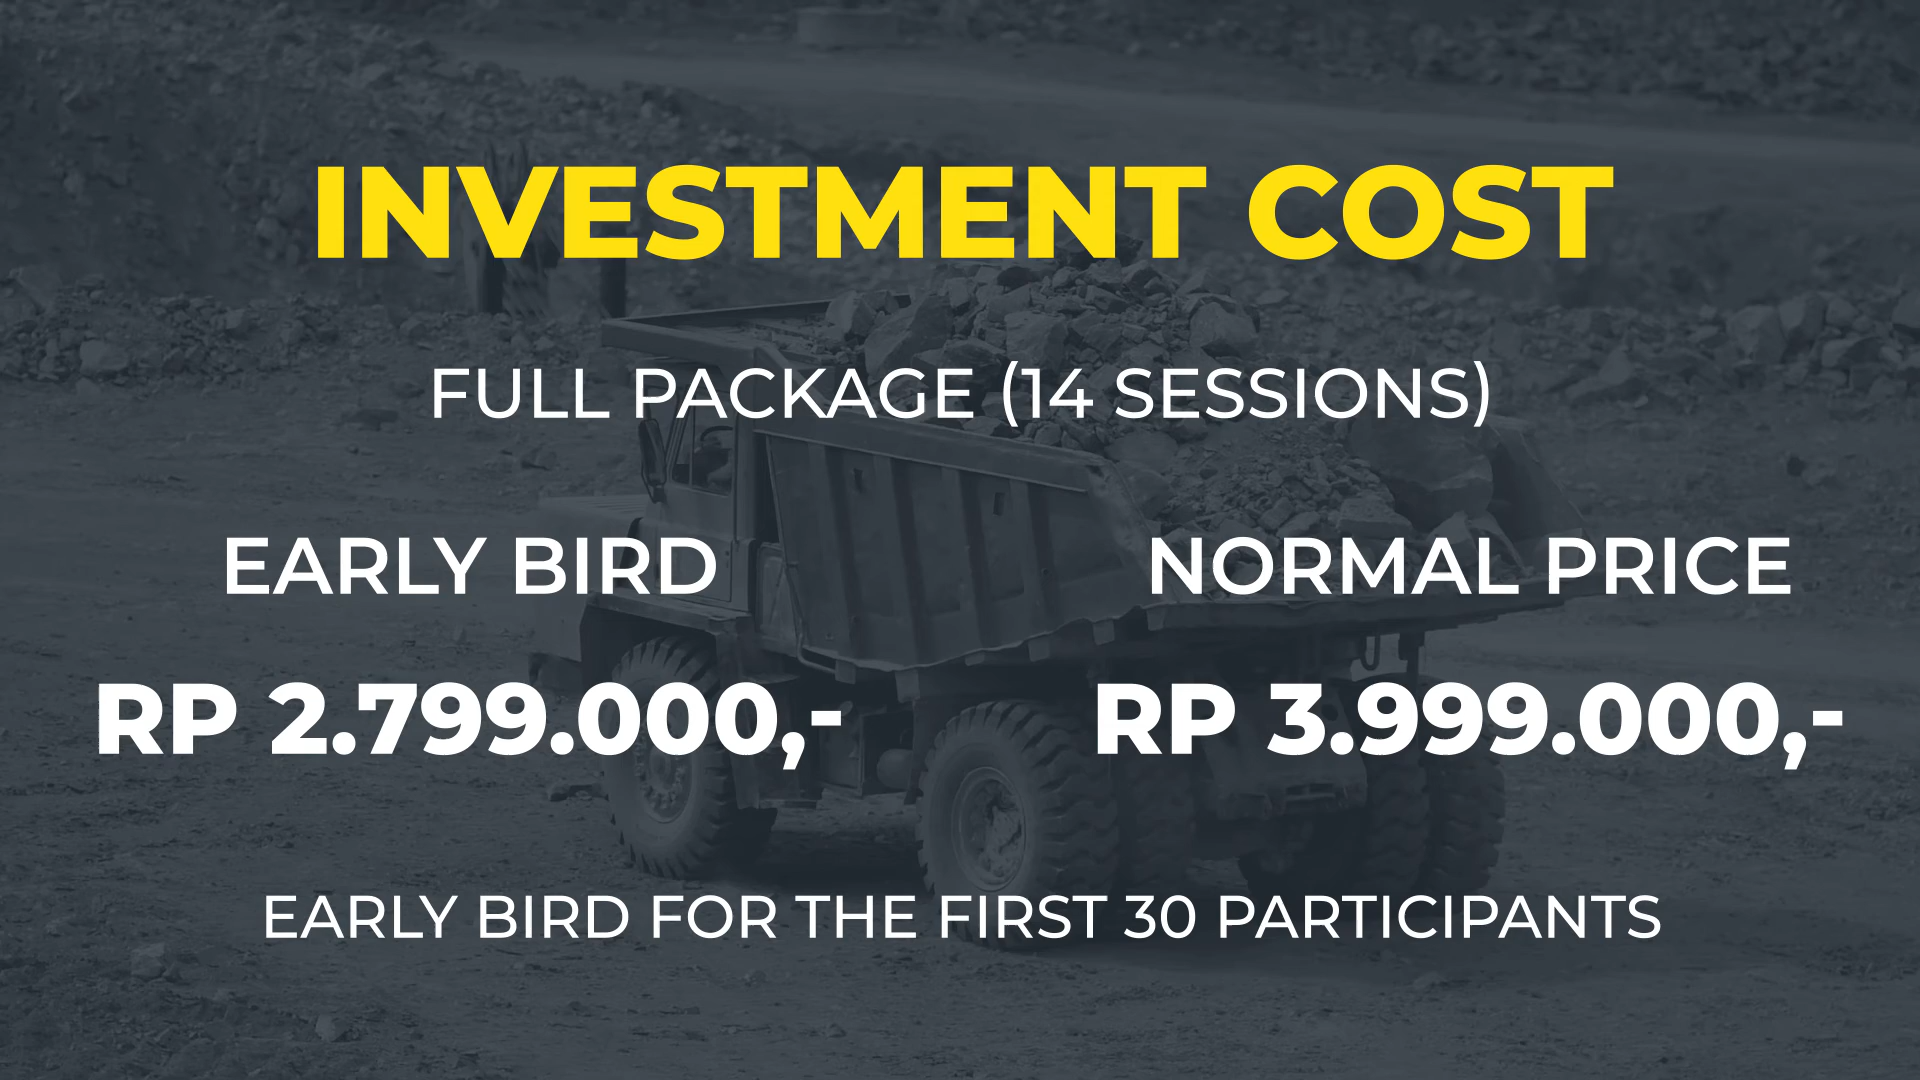 INVESTMENT COST
FULL PACKAGE (14 SESSIONS)
EARLY BIRD
RP 2.799.000,-
NORMAL PRICE
RP 3.999.000,-
EARLY BIRD FOR THE FIRST 30 PARTICIPANTS